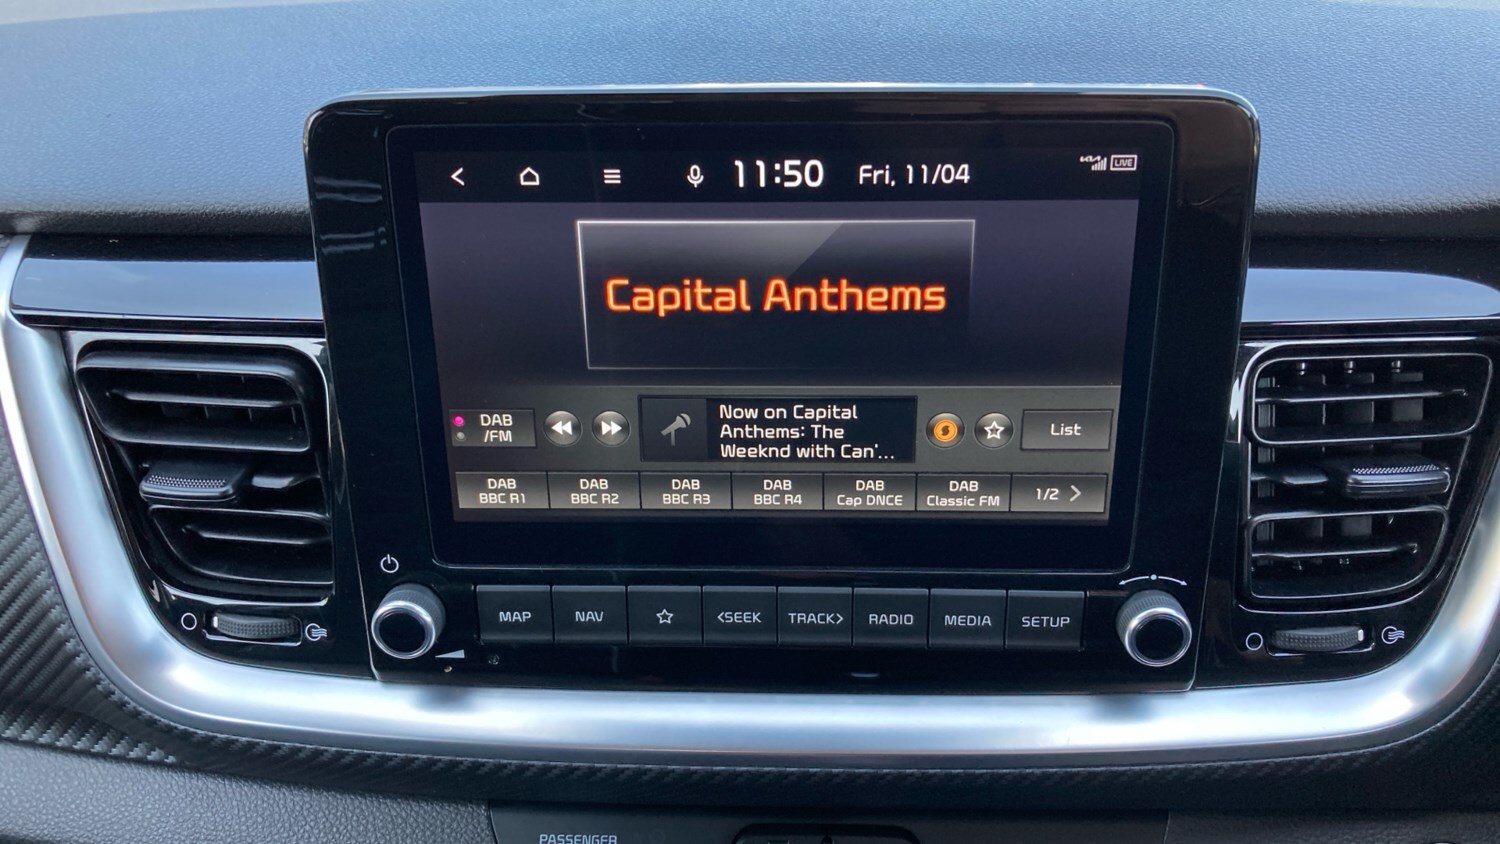 11:50 Fri, 11/04 KIA LIVE
Capital Anthems
DAB
/FM
Now on Capital
Anthems: The
Weeknd with Can'...
List
DAB
BBC R1
DAB
BBC R2
DAB
BBC R3
DAB
BBC R4
DAB
Cap DNCE
DAB
Classic FM
1/2 >
MAP NAV <SEEK TRACK> RADIO MEDIA SETUP
PASSENGER